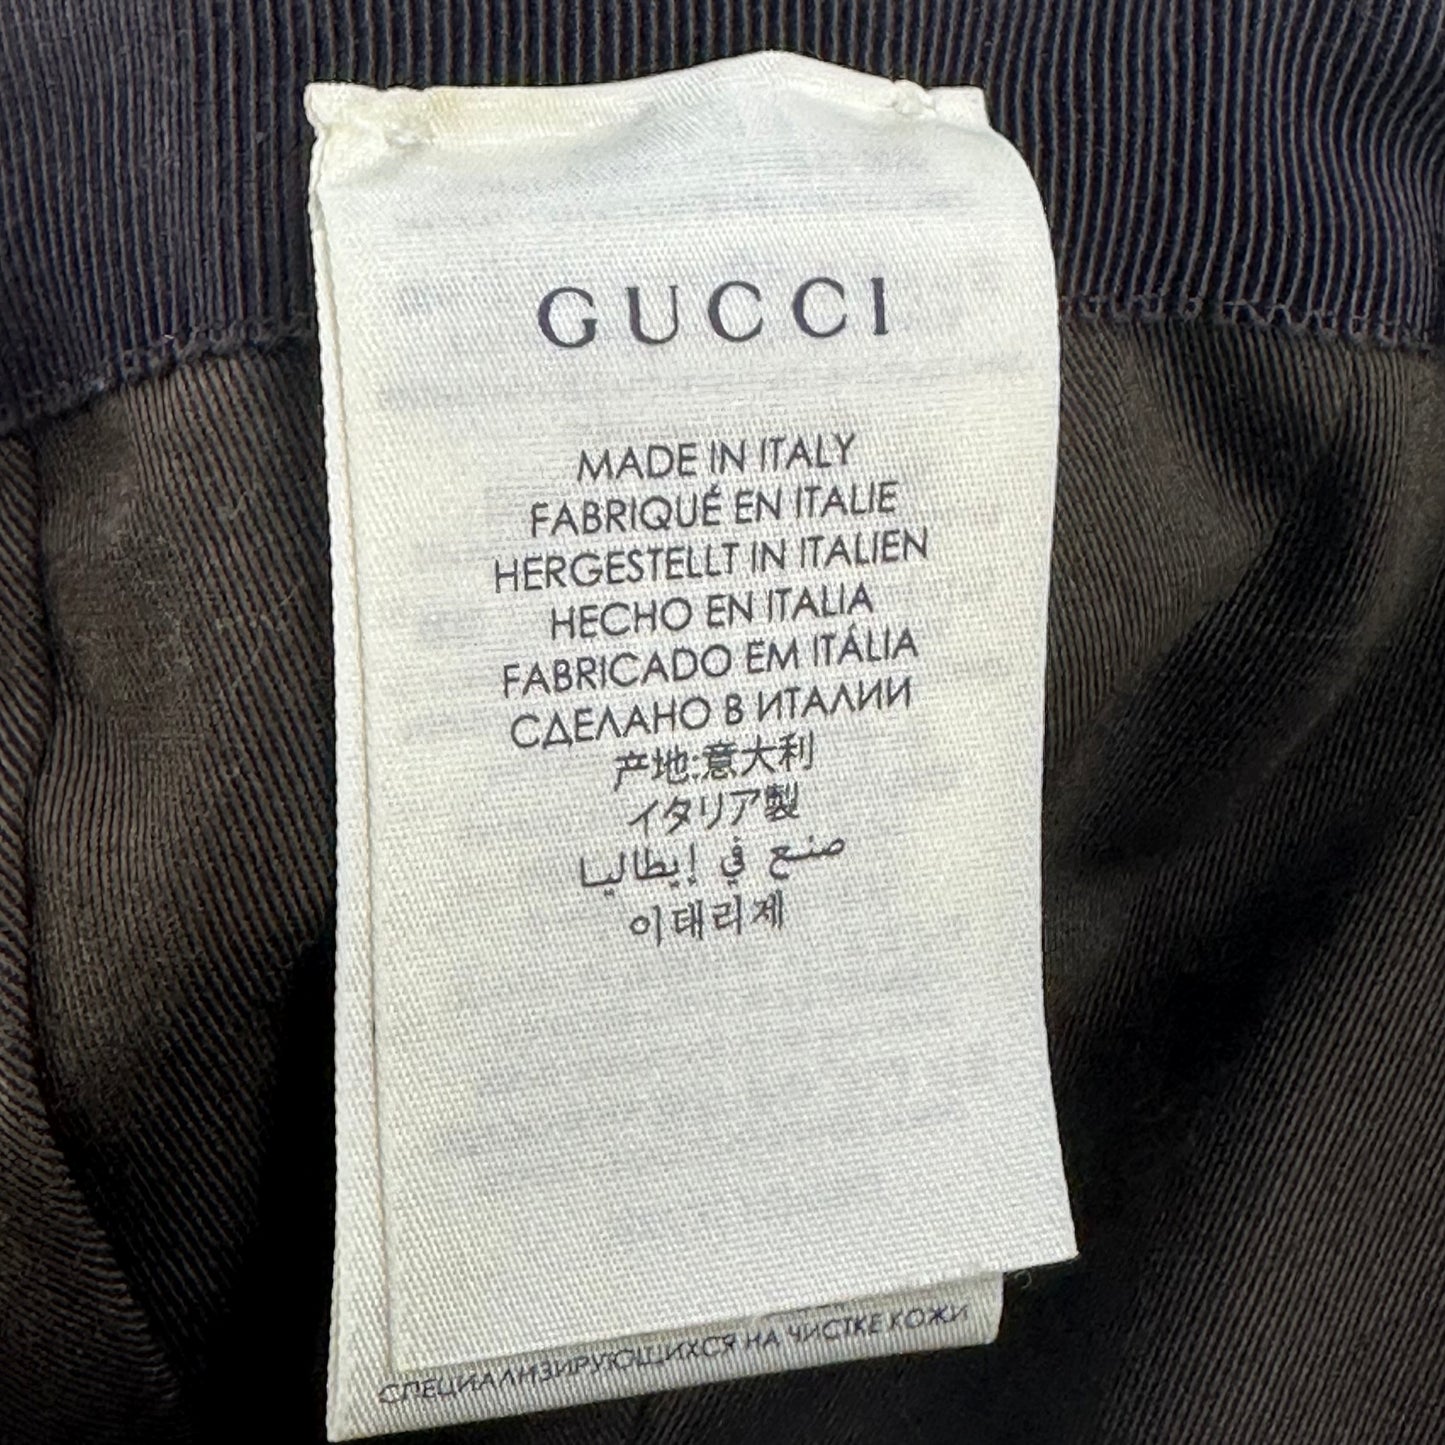 GUCCI
MADE IN ITALY
FABRIQUÉ EN ITALIE
HERGESTELLT IN ITALIEN
HECHO EN ITALIA
FABRICADO EM ITÁLIA
СДЕЛАНО В ИТАЛИИ
产地:意大利
イタリア製
صنع في إيطاليا
이태리제
СПЕЦИАЛИЗИРУЮЩИХСЯ НА ЧИСТКЕ КОЖИ